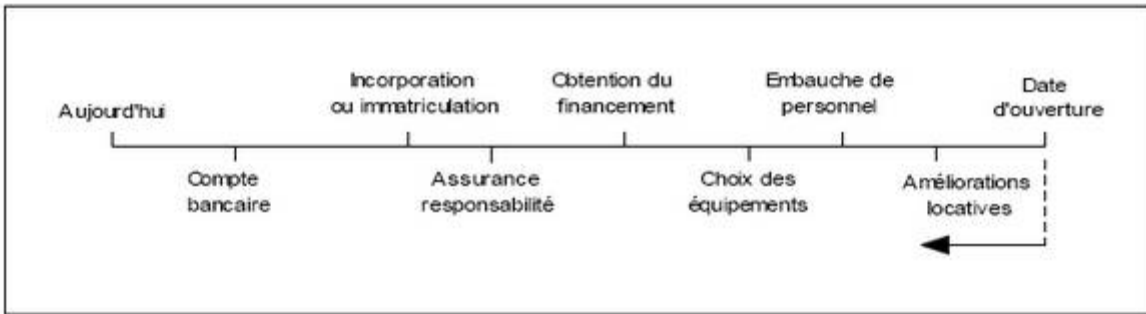 Aujourd'hui
Incorporation
ou immatriculation
Obtention du
financement
Embauche de
personnel
Date
d'ouverture
Compte
bancaire
Assurance
responsabilité
Choix des
équipements
Améliorations
locatives